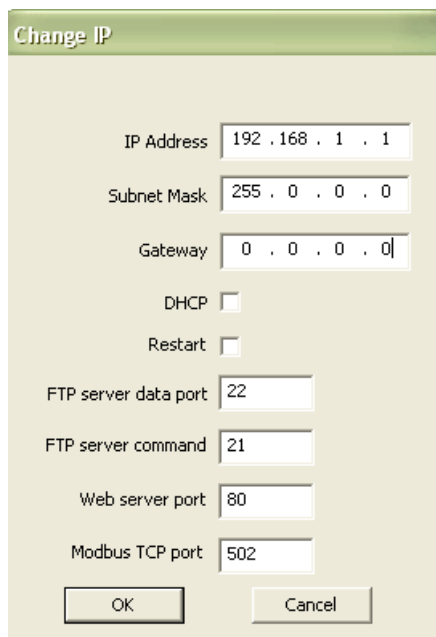 Change IP
IP Address 192 . 168 . 1 . 1
Subnet Mask 255 . 0 . 0 . 0
Gateway 0 . 0 . 0 . 0
DHCP
Restart
FTP server data port 22
FTP server command 21
Web server port 80
Modbus TCP port 502
OK Cancel